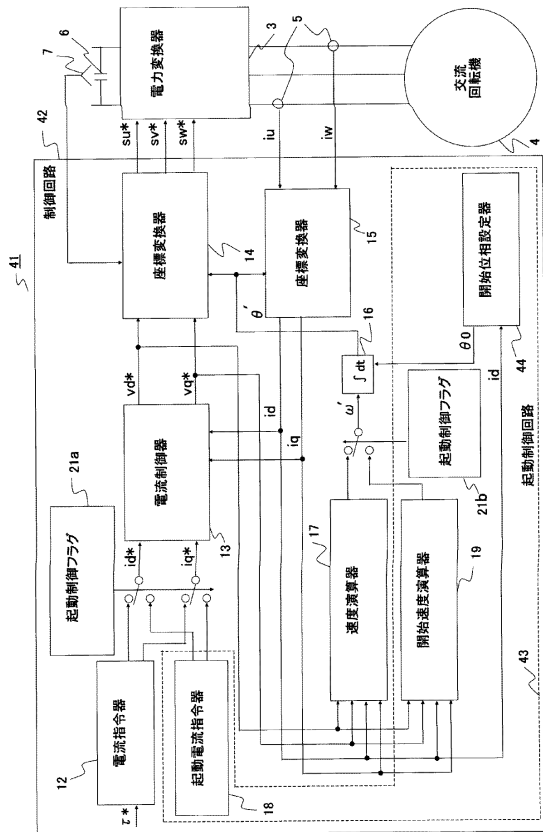 41
制御回路
42
τ*
電流指令器
12
起動電流指令器
18
起動制御フラグ
21a
id*
iq*
電流制御器
13
vd*
vq*
座標変換器
14
su*
sv*
sw*
電力変換器
3
6
7
5
iu
iw
座標変換器
15
θ'
id
iq
∫dt
16
ω'
速度演算器
17
開始速度演算器
19
起動制御フラグ
21b
θ0
id
開始位相設定器
44
起動制御回路
43
交流
回転機
4